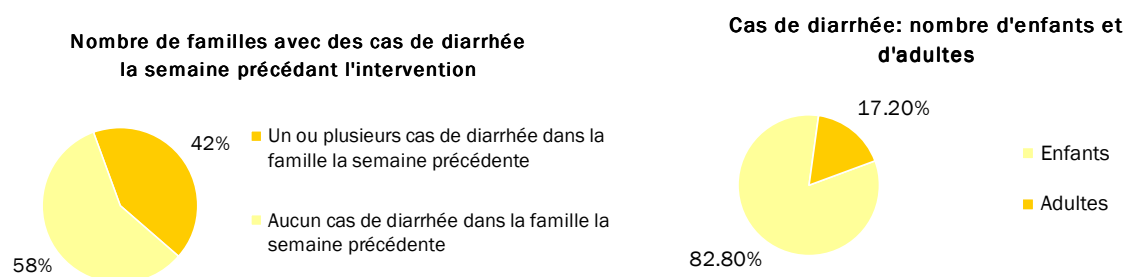 Nombre de familles avec des cas de diarrhée
la semaine précédant l'intervention
42%
Un ou plusieurs cas de diarrhée dans la
famille la semaine précédente
Aucun cas de diarrhée dans la famille la
semaine précédente
58%
Cas de diarrhée: nombre d'enfants et
d'adultes
17.20%
Enfants
Adultes
82.80%